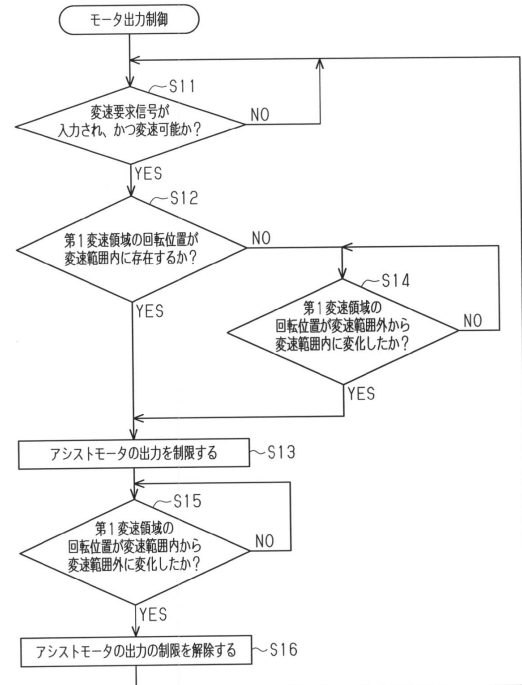 モータ出力制御
S11
変速要求信号が
入力され、かつ変速可能か?
NO
YES
S12
第1変速領域の回転位置が
変速範囲内に存在するか?
NO
YES
S14
第1変速領域の
回転位置が変速範囲外から
変速範囲内に変化したか?
NO
YES
アシストモータの出力を制限する
S13
S15
第1変速領域の
回転位置が変速範囲内から
変速範囲外に変化したか?
NO
YES
アシストモータの出力の制限を解除する
S16